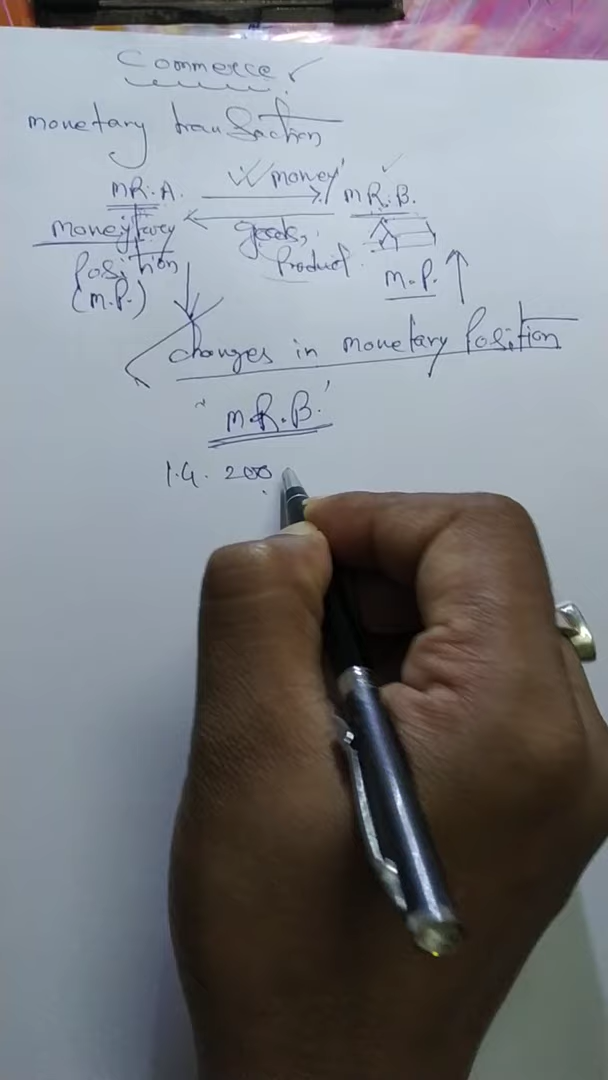 Commerce
monetary transaction
MR. A. money MR. B.
goods, Product
monetary Position (M.P.)
M.P.
changes in monetary Position
" MR. B. "
1.4. 200